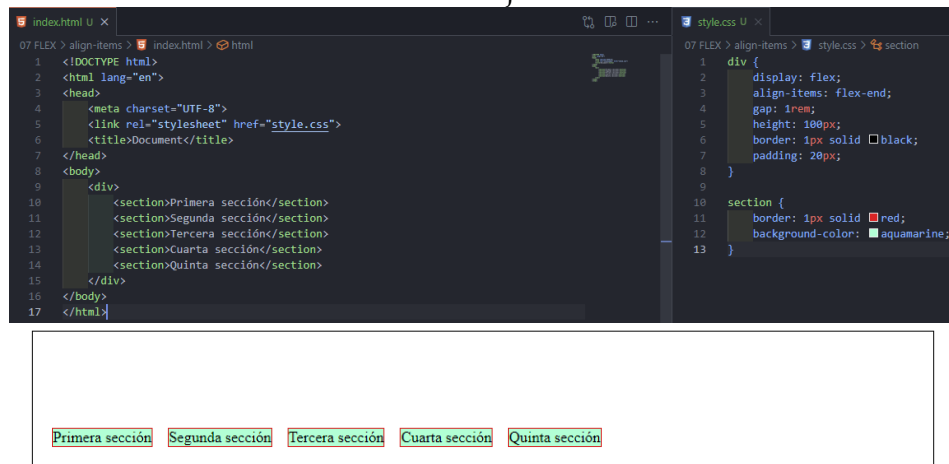 index.html U ×
07 FLEX > align-items > index.html > html
1 <!DOCTYPE html>
2 <html lang="en">
3 <head>
4 <meta charset="UTF-8">
5 <link rel="stylesheet" href="style.css">
6 <title>Document</title>
7 </head>
8 <body>
9 <div>
10 <section>Primera sección</section>
11 <section>Segunda sección</section>
12 <section>Tercera sección</section>
13 <section>Cuarta sección</section>
14 <section>Quinta sección</section>
15 </div>
16 </body>
17 </html>
style.css U ×
07 FLEX > align-items > style.css > section
1 div {
2 display: flex;
3 align-items: flex-end;
4 gap: 1rem;
5 height: 100px;
6 border: 1px solid black;
7 padding: 20px;
8 }
9
10 section {
11 border: 1px solid red;
12 background-color: aquamarine;
13 }
Primera sección Segunda sección Tercera sección Cuarta sección Quinta sección